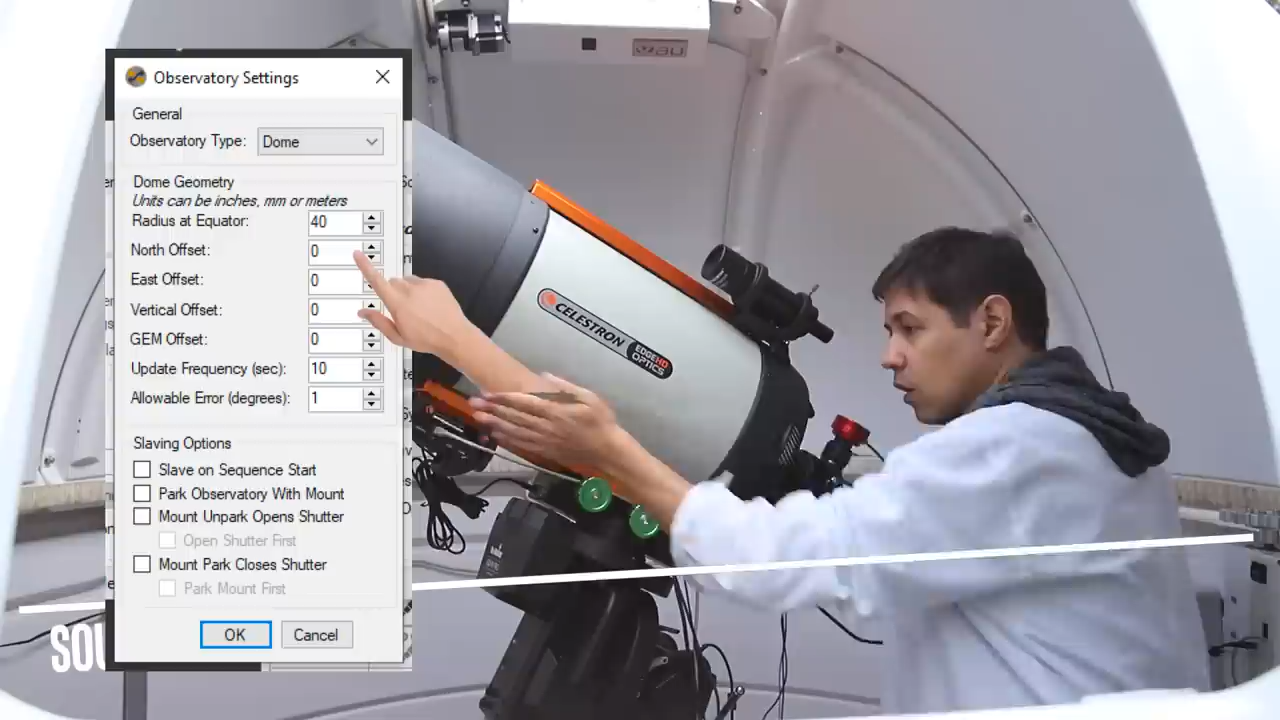 Observatory Settings
General
Observatory Type: Dome
Dome Geometry
Units can be inches, mm or meters
Radius at Equator: 40
North Offset: 0
East Offset: 0
Vertical Offset: 0
GEM Offset: 0
Update Frequency (sec): 10
Allowable Error (degrees): 1
Slaving Options
Slave on Sequence Start
Park Observatory With Mount
Mount Unpark Opens Shutter
Open Shutter First
Mount Park Closes Shutter
Park Mount First
OK Cancel
SOU
CELESTRON
EDGEHD
OPTICS